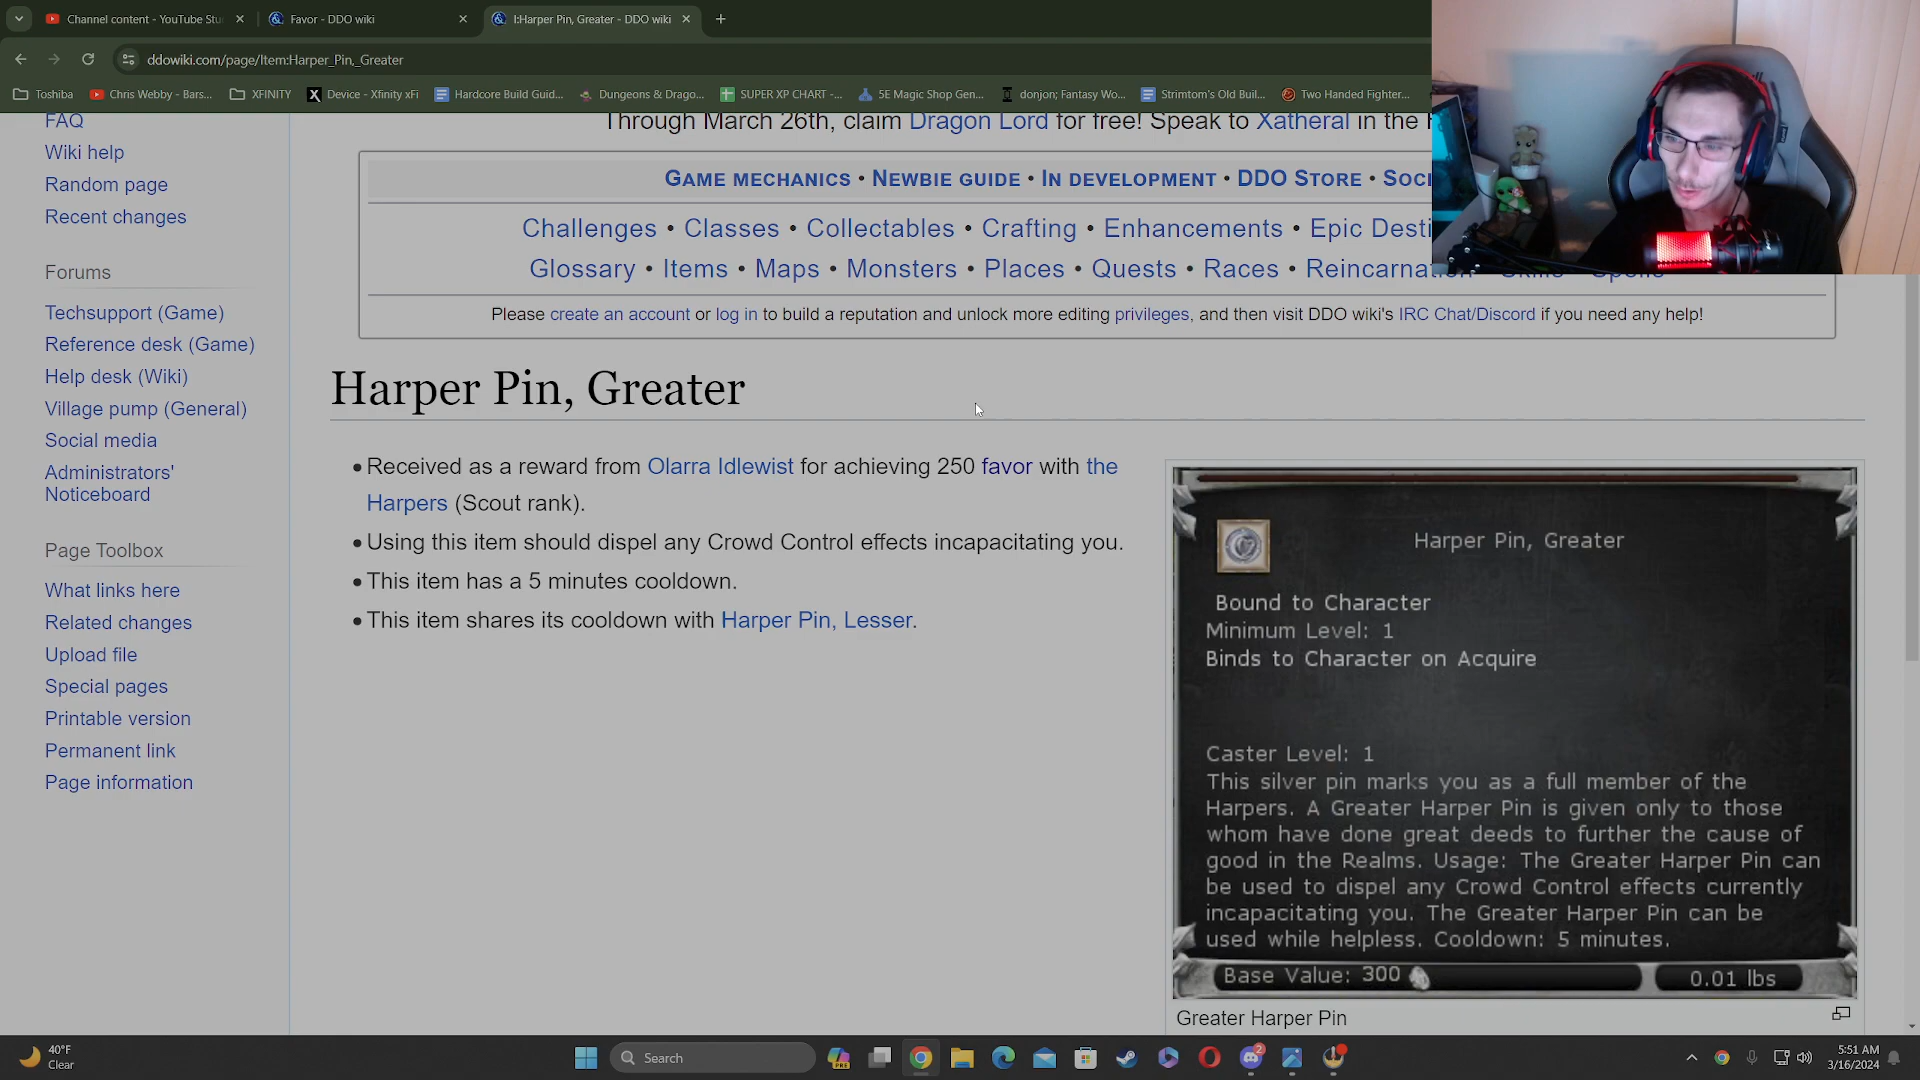 Channel content - YouTube Stu
Favor - DDO wiki
I:Harper Pin, Greater - DDO wiki
ddowiki.com/page/Item:Harper_Pin,_Greater
Toshiba
Chris Webby - Bars...
XFINITY
Device - Xfinity xFi
Hardcore Build Guid...
Dungeons & Drago...
SUPER XP CHART -...
5E Magic Shop Gen...
donjon; Fantasy Wo...
Strimtom's Old Buil...
Two Handed Fighter...
FAQ
Wiki help
Random page
Recent changes
Forums
Techsupport (Game)
Reference desk (Game)
Help desk (Wiki)
Village pump (General)
Social media
Administrators'
Noticeboard
Page Toolbox
What links here
Related changes
Upload file
Special pages
Printable version
Permanent link
Page information
Through March 26th, claim Dragon Lord for free! Speak to Xatheral in the
GAME MECHANICS • NEWBIE GUIDE • IN DEVELOPMENT • DDO STORE • SOCI
Challenges • Classes • Collectables • Crafting • Enhancements • Epic Desti
Glossary • Items • Maps • Monsters • Places • Quests • Races • Reincarnation • Skills • Spells
Please create an account or log in to build a reputation and unlock more editing privileges, and then visit DDO wiki's IRC Chat/Discord if you need any help!
Harper Pin, Greater
• Received as a reward from Olarra Idlewist for achieving 250 favor with the
Harpers (Scout rank).
• Using this item should dispel any Crowd Control effects incapacitating you.
• This item has a 5 minutes cooldown.
• This item shares its cooldown with Harper Pin, Lesser.
Harper Pin, Greater
Bound to Character
Minimum Level: 1
Binds to Character on Acquire
Caster Level: 1
This silver pin marks you as a full member of the
Harpers. A Greater Harper Pin is given only to those
whom have done great deeds to further the cause of
good in the Realms. Usage: The Greater Harper Pin can
be used to dispel any Crowd Control effects currently
incapacitating you. The Greater Harper Pin can be
used while helpless. Cooldown: 5 minutes.
Base Value: 300
0.01 lbs
Greater Harper Pin
40°F
Clear
Search
PRE
2
5:51 AM
3/16/2024